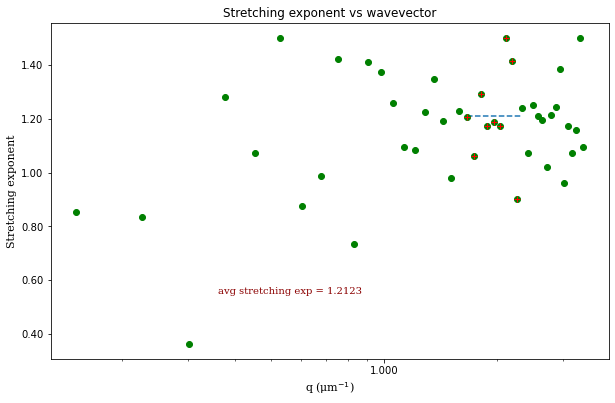 Stretching exponent vs wavevector
Stretching exponent
1.40
1.20
1.00
0.80
0.60
0.40
avg stretching exp = 1.2123
1.000
q (μm⁻¹)